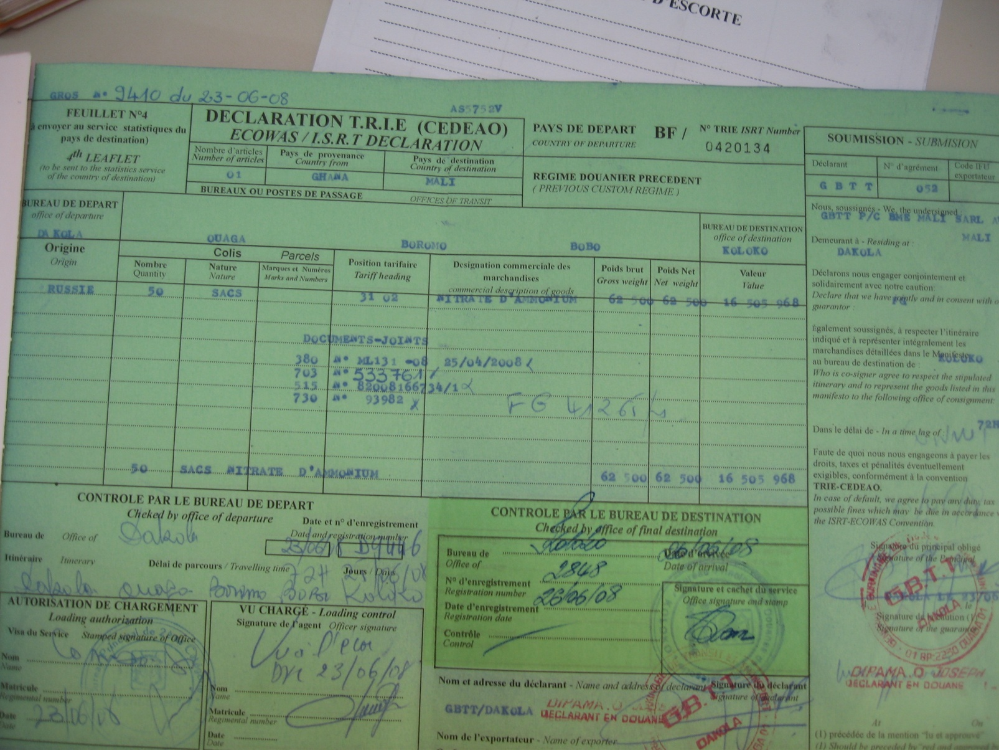 D'ESCORTE
GROS N° 9410 du 23-06-08
AS5752V
FEUILLET N°4
à envoyer au service statistiques du
pays de destination)
4th LEAFLET
(to be sent to the statistics service
of the country of destination)
DECLARATION T.R.I.E (CEDEAO)
ECOWAS / I.S.R.T DECLARATION
Nombre d'articles
Number of articles
01
Pays de provenance
Country from
GHANA
Pays de destination
Country of destination
MALI
PAYS DE DEPART BF / N° TRIE ISRT Number
COUNTRY OF DEPARTURE 0420134
REGIME DOUANIER PRECEDENT
( PREVIOUS CUSTOM REGIME )
SOUMISSION - SUBMISION
Déclarant N° d'agrément Code IFU
exportateur
G B T T 052
BUREAUX OU POSTES DE PASSAGE OFFICES OF TRANSIT
BUREAU DE DEPART
office of departure
DAKOLA OUAGA BOROMO BOBO
BUREAU DE DESTINATION
office of destination
KOLOKO
Origine
Origin
Colis Parcels
Nombre
Quantity
Nature
Nature
Marques et Numéros
Marks and Numbers
Position tarifaire
Tariff heading
Designation commerciale des
marchandises
commercial description of goods
Poids brut
Gross weight
Poids Net
Net weight
Valeur
Value
RUSSIE 50 SACS 31 02 NITRATE D'AMMONIUM 62 500 62 500 16 505 968
DOCUMENTS-JOINTS
380 N° ML131 -08 25/04/2008
703 N° 533761
515 N° 82008166734/1
730 N° 93982
50 SACS NITRATE D'AMMONIUM 62 500 62 500 16 505 968
Nous, soussignés - We, the undersigned :
GBTT P/C BME MALI SARL
MALI
Demeurant à - Residing at :
DAKOLA
Déclarons nous engager conjointement et
solidairement avec notre caution:
Declare that we have jointly and in consent with
guarantor :
Également soussignés, à respecter l'itinéraire
indiqué et à représenter intégralement les
marchandises détaillées dans le Manifeste
au bureau de destination de : KOLOKO
Who is co-signer agree to respect the stipulated
itinerary and to represent the goods listed in this
manifesto to the following office of consignment:
72H
Dans le délai de - In a time lag of :
Faute de quoi nous nous engageons à payer les
droits, taxes et pénalités éventuellement
exigibles, conformément à la convention
TRIE-CEDEAO.
In case of default, we agree to pay any duty, tax
possible fines which may be due in accordance
the ISRT-ECOWAS Convention.
Signature du principal obligé
Signature of the Principal
G.B.T.T
DAKOLA
DAKOLA LE 23/06
Signature de la caution (1)
Signature of the guarantor
01 BP:2230 OUAGA 01
DIPAMA.O JOSEPH
DECLARANT EN DOUANE
At On
(1) précédée de la mention "lu et approuvé"
(1) Should be preceded by
CONTROLE PAR LE BUREAU DE DEPART
Cheked by office of departure
Date et n° d'enregistrement
Date and registration number
Bureau de Office of Dakola
23/06/08
Itinéraire Itinerary Délai de parcours / Travelling time 72H Jours / Days
Dakola Ouaga Boromo Bobo Koloko
AUTORISATION DE CHARGEMENT
Loading authorization
Visa du Service Stamped signature of Office
Nom
Name
Matricule
Regimental number
Date
Date
23/06/08
VU CHARGÉ - Loading control
Signature de l'agent Officer signature
23/06/08
Nom
Name
Matricule
Regimental number
Date
Date
CONTROLE PAR LE BUREAU DE DESTINATION
Checked by office of final destination
Bureau de
Office of
Koloko
Date d'arrivée
Date of arrival
26/06/08
N° d'enregistrement
Registration number
2848
Date d'enregistrement
Registration date
26/06/08
Contrôle
Control
Signature et cachet du service
Office signature and stamp
Nom et adresse du déclarant - Name and address of declarant
Signature du déclarant
Signature of declarant
GBTT/DAKOLA
DIPAMA.O
DECLARANT EN DOUANE
G.B.T.T
DAKOLA
Nom de l'exportateur - Name of exporter